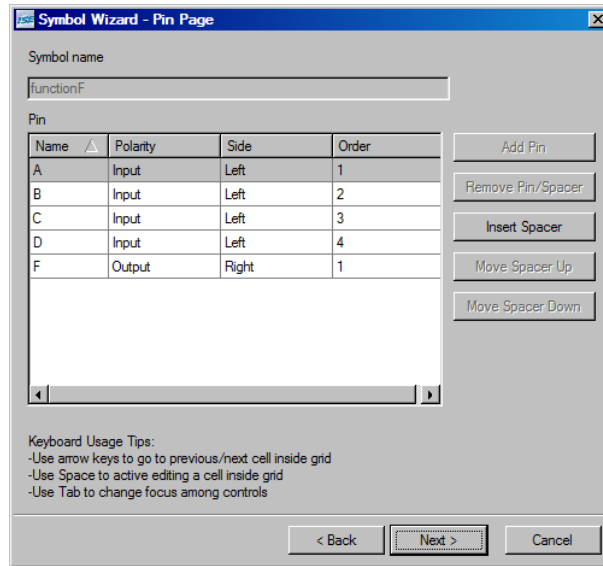 ISE Symbol Wizard - Pin Page
Symbol name
functionF
Pin
Name Polarity Side Order
A Input Left 1
B Input Left 2
C Input Left 3
D Input Left 4
F Output Right 1
Add Pin
Remove Pin/Spacer
Insert Spacer
Move Spacer Up
Move Spacer Down
Keyboard Usage Tips:
-Use arrow keys to go to previous/next cell inside grid
-Use Space to active editing a cell inside grid
-Use Tab to change focus among controls
< Back Next > Cancel